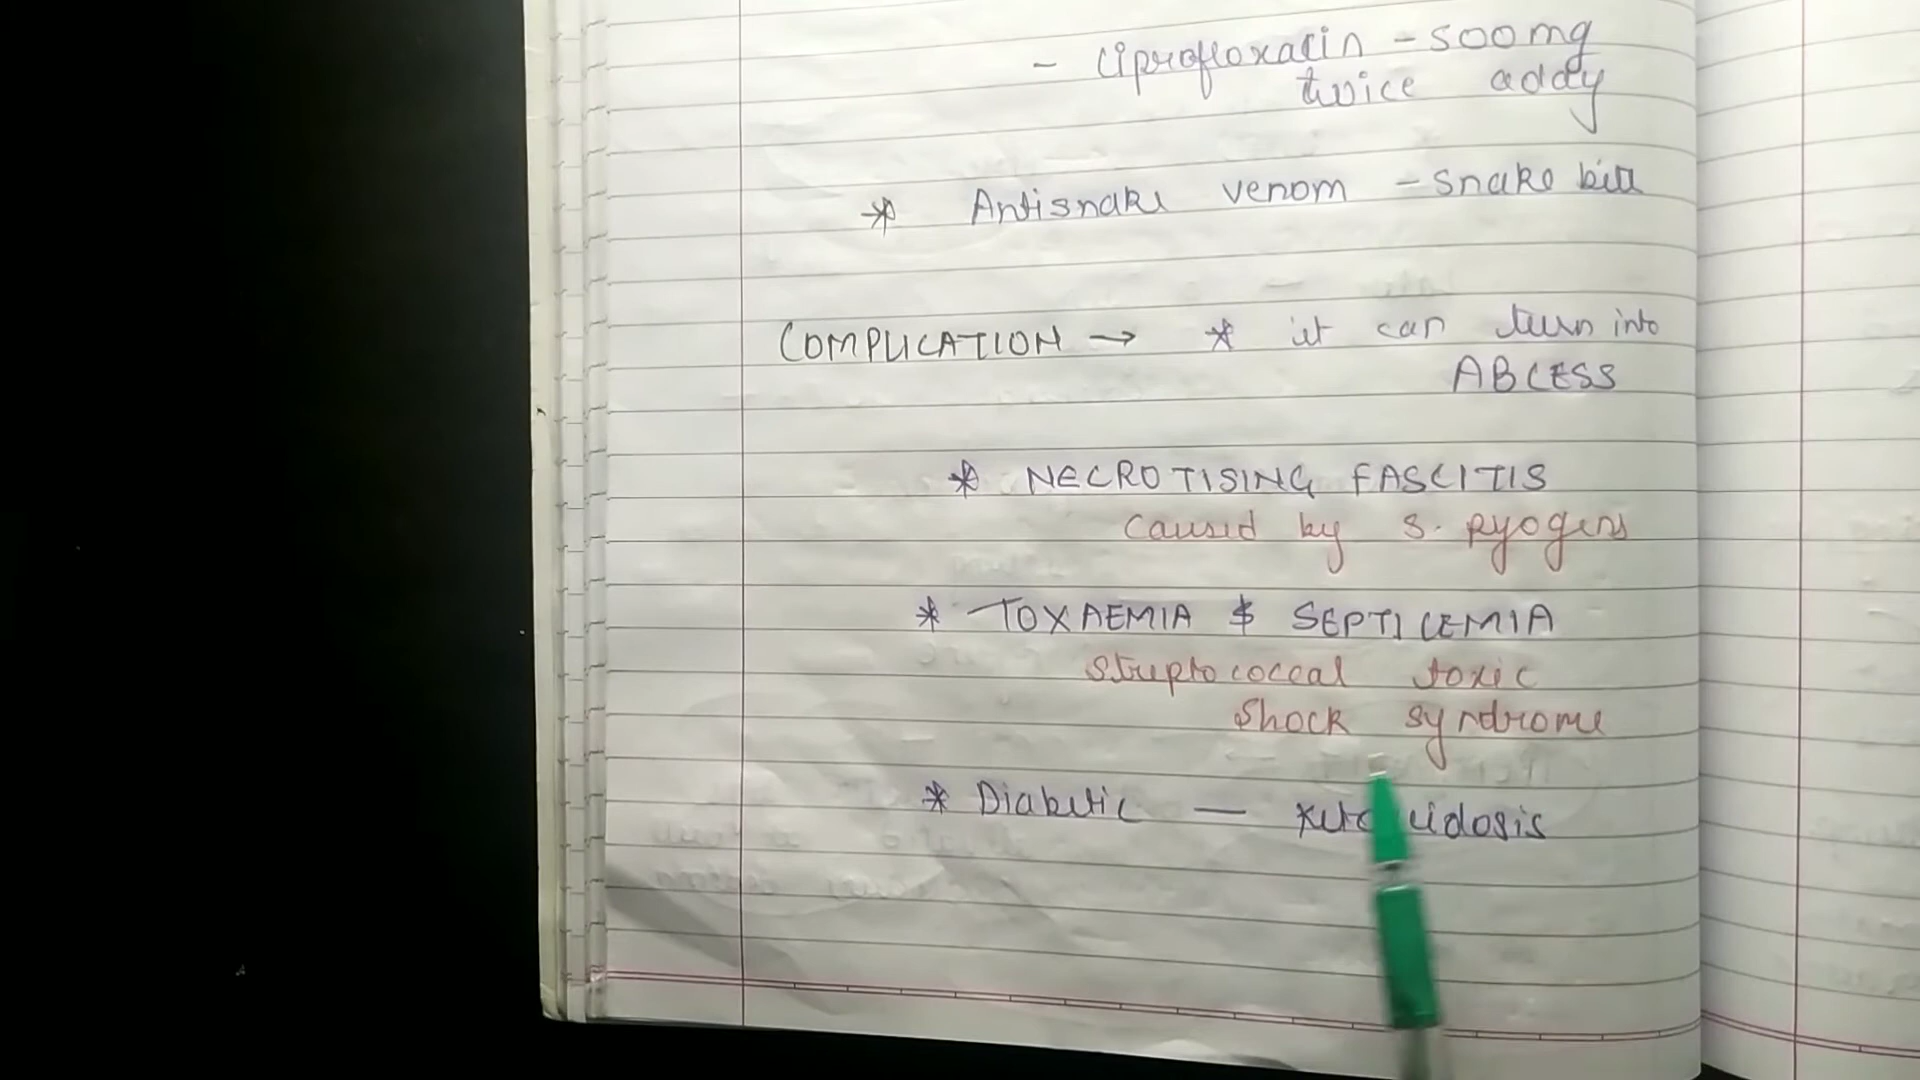 - Ciprofloxacin - 500mg
twice a day
* Antisnake venom - snake bite
COMPLICATION → * it can turn into
ABCESS
* NECROTISING FASCITIS
caused by S. pyogens
* TOXAEMIA & SEPTICEMIA
Streptococcal toxic
shock syndrome
* Diabetic — ketoacidosis